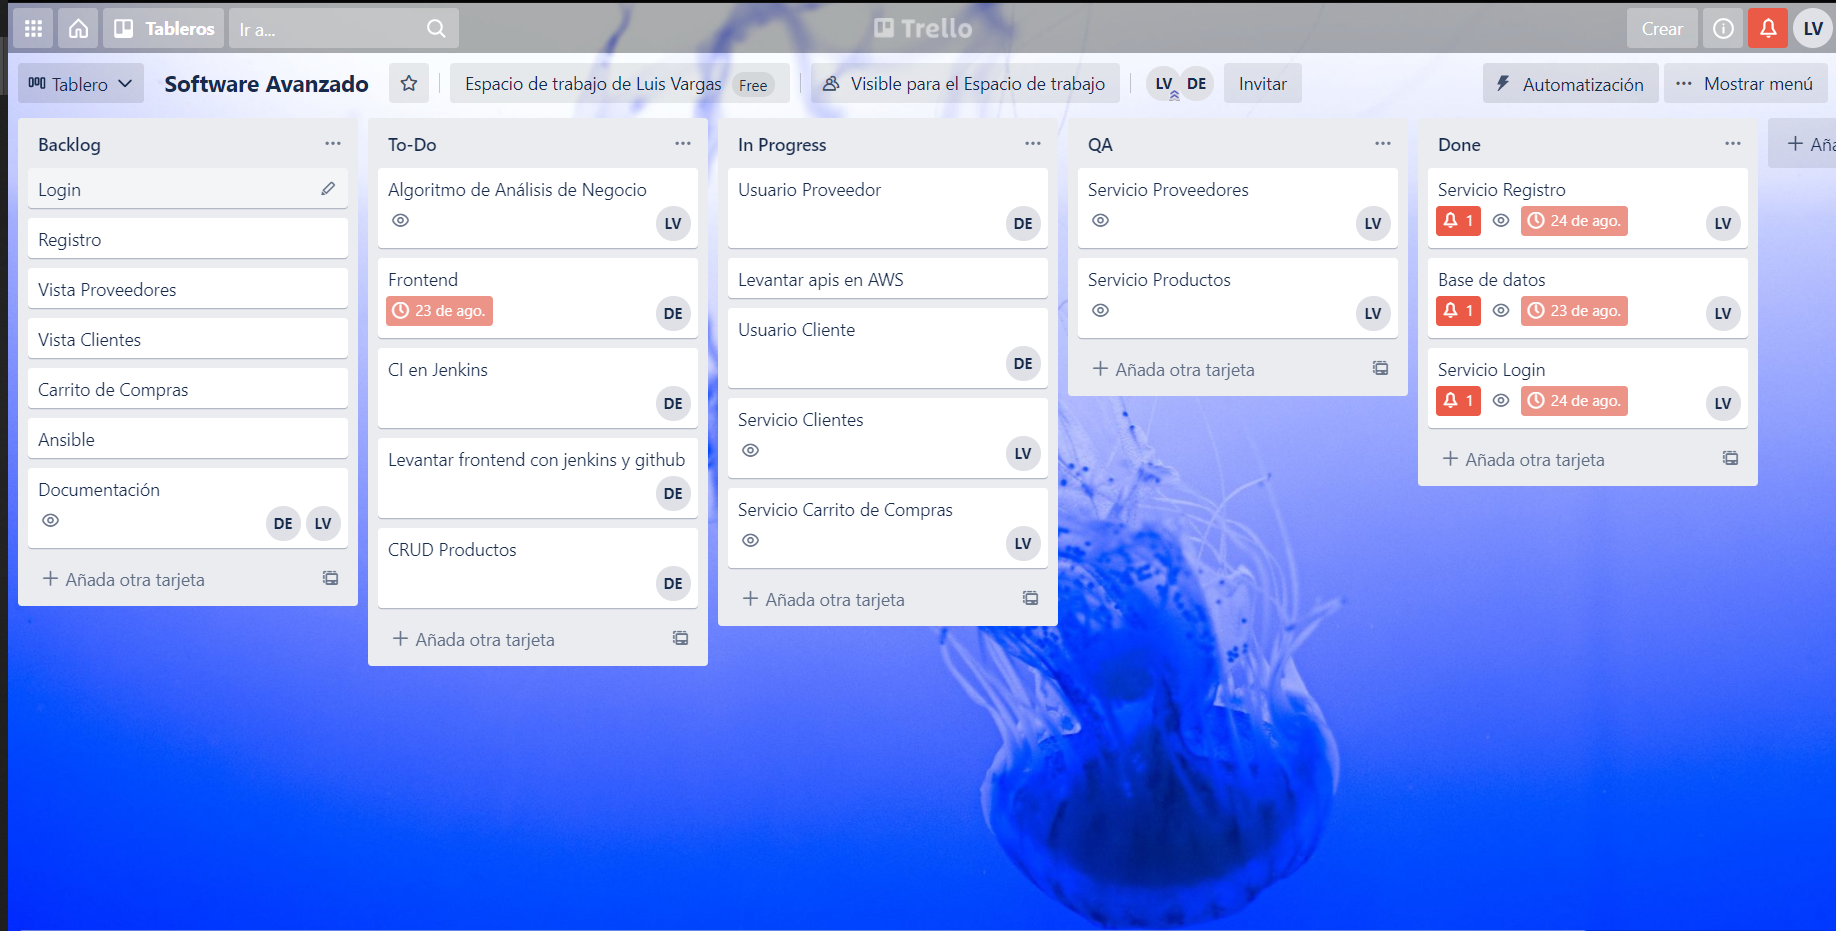 Tableros
Ir a...
Trello
Crear
LV
Tablero
Software Avanzado
Espacio de trabajo de Luis Vargas Free
Visible para el Espacio de trabajo
LV DE
Invitar
Automatización
Mostrar menú
Backlog
Login
Registro
Vista Proveedores
Vista Clientes
Carrito de Compras
Ansible
Documentación
DE LV
+ Añada otra tarjeta
To-Do
Algoritmo de Análisis de Negocio
LV
Frontend
23 de ago.
DE
CI en Jenkins
DE
Levantar frontend con jenkins y github
DE
CRUD Productos
DE
+ Añada otra tarjeta
In Progress
Usuario Proveedor
DE
Levantar apis en AWS
Usuario Cliente
DE
Servicio Clientes
LV
Servicio Carrito de Compras
LV
+ Añada otra tarjeta
QA
Servicio Proveedores
LV
Servicio Productos
LV
+ Añada otra tarjeta
Done
Servicio Registro
1 24 de ago.
LV
Base de datos
1 23 de ago.
LV
Servicio Login
1 24 de ago.
LV
+ Añada otra tarjeta
+ Aña